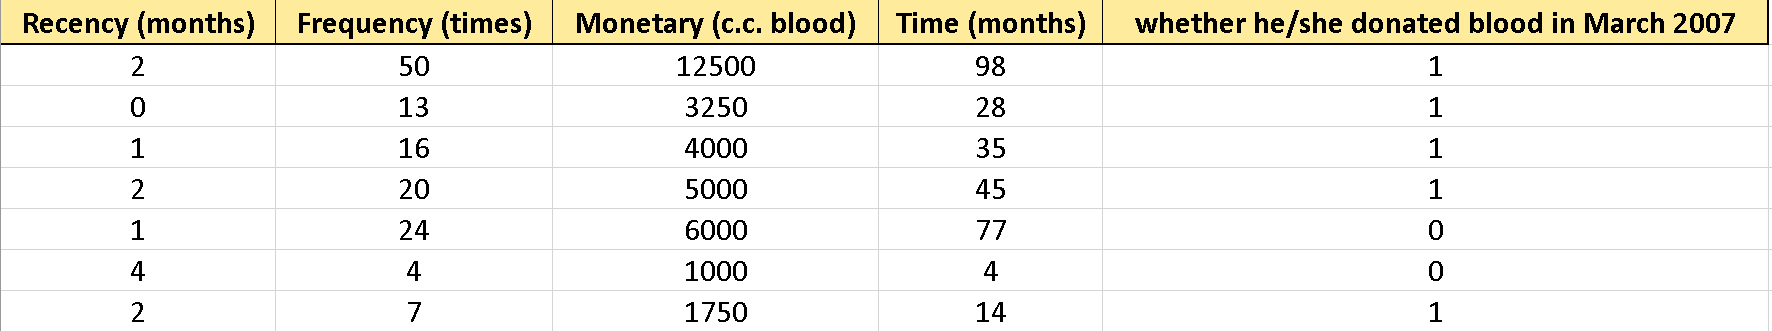 Recency (months) Frequency (times) Monetary (c.c. blood) Time (months) whether he/she donated blood in March 2007
2 50 12500 98 1
0 13 3250 28 1
1 16 4000 35 1
2 20 5000 45 1
1 24 6000 77 0
4 4 1000 4 0
2 7 1750 14 1